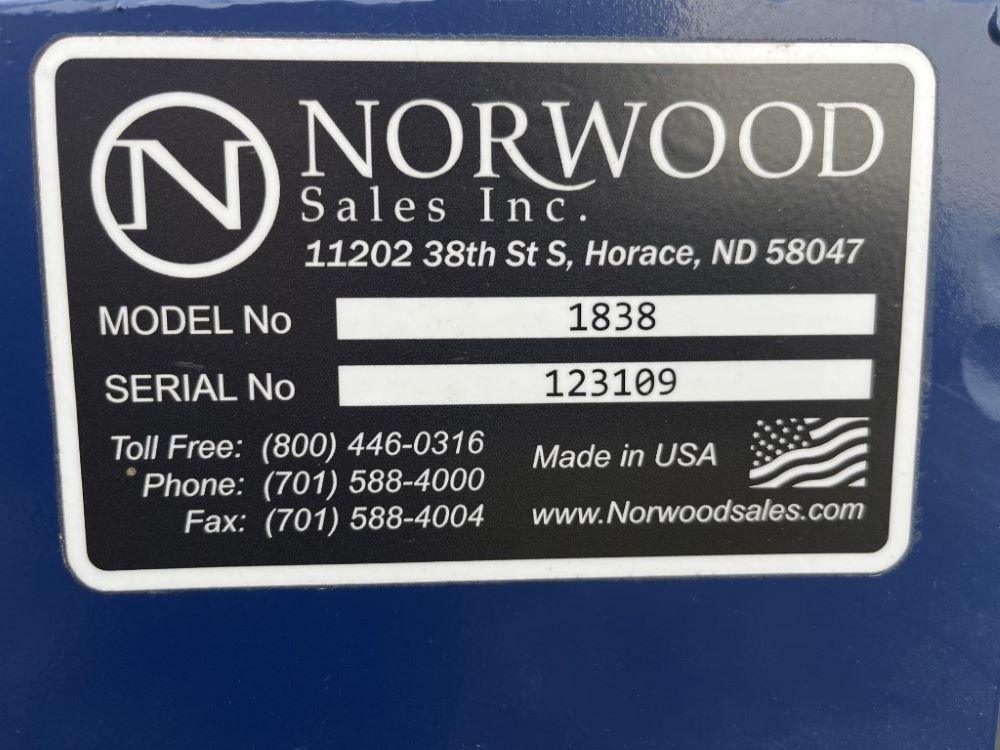 N NORWOOD
Sales Inc.
11202 38th St S, Horace, ND 58047
MODEL No 1838
SERIAL No 123109
Toll Free: (800) 446-0316
Phone: (701) 588-4000
Fax: (701) 588-4004
Made in USA
www.Norwoodsales.com